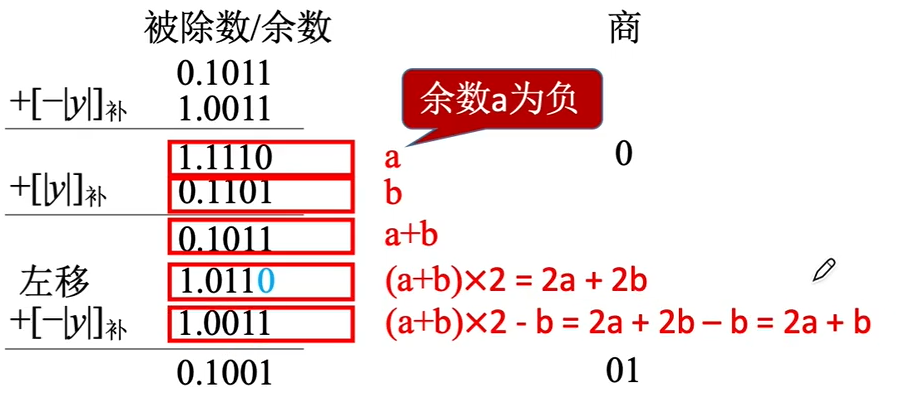 被除数/余数 商
0.1011
+[−|y|]补 1.0011
余数a为负
1.1110 a 0
+[|y|]补 0.1101 b
0.1011 a+b
左移 1.0110 (a+b)×2 = 2a + 2b
+[−|y|]补 1.0011 (a+b)×2 - b = 2a + 2b – b = 2a + b
0.1001 01